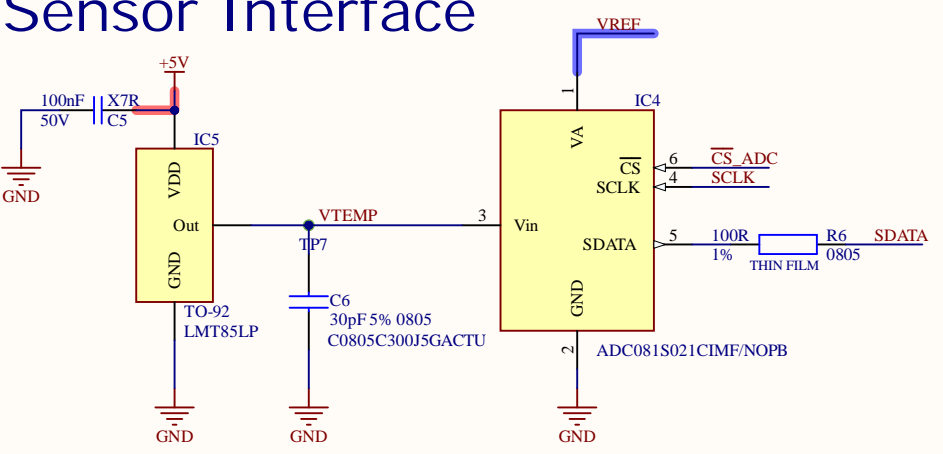 Sensor Interface
VREF
+5V
100nF X7R
50V C5
GND
IC5
VDD
Out
GND
TO-92
LMT85LP
GND
VTEMP
TP7
C6
30pF 5% 0805
C0805C300J5GACTU
GND
IC4
1
VA
CS 6 CS_ADC
SCLK 4 SCLK
3 Vin
SDATA 5 100R R6 SDATA
1% THIN FILM 0805
GND
2
ADC081S021CIMF/NOPB
GND